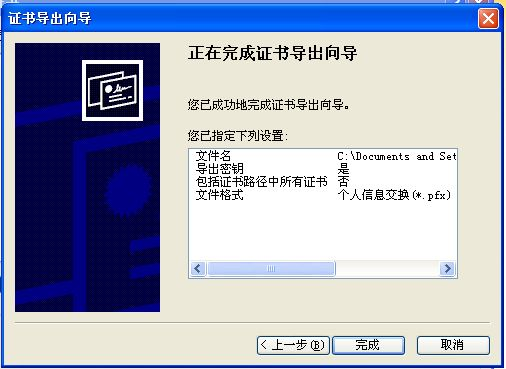 证书导出向导
正在完成证书导出向导
您已成功地完成证书导出向导。
您已指定下列设置:
文件名 C:\Documents and Set
导出密钥 是
包括证书路径中所有证书 否
文件格式 个人信息交换(*.pfx)
< 上一步(B) 完成 取消